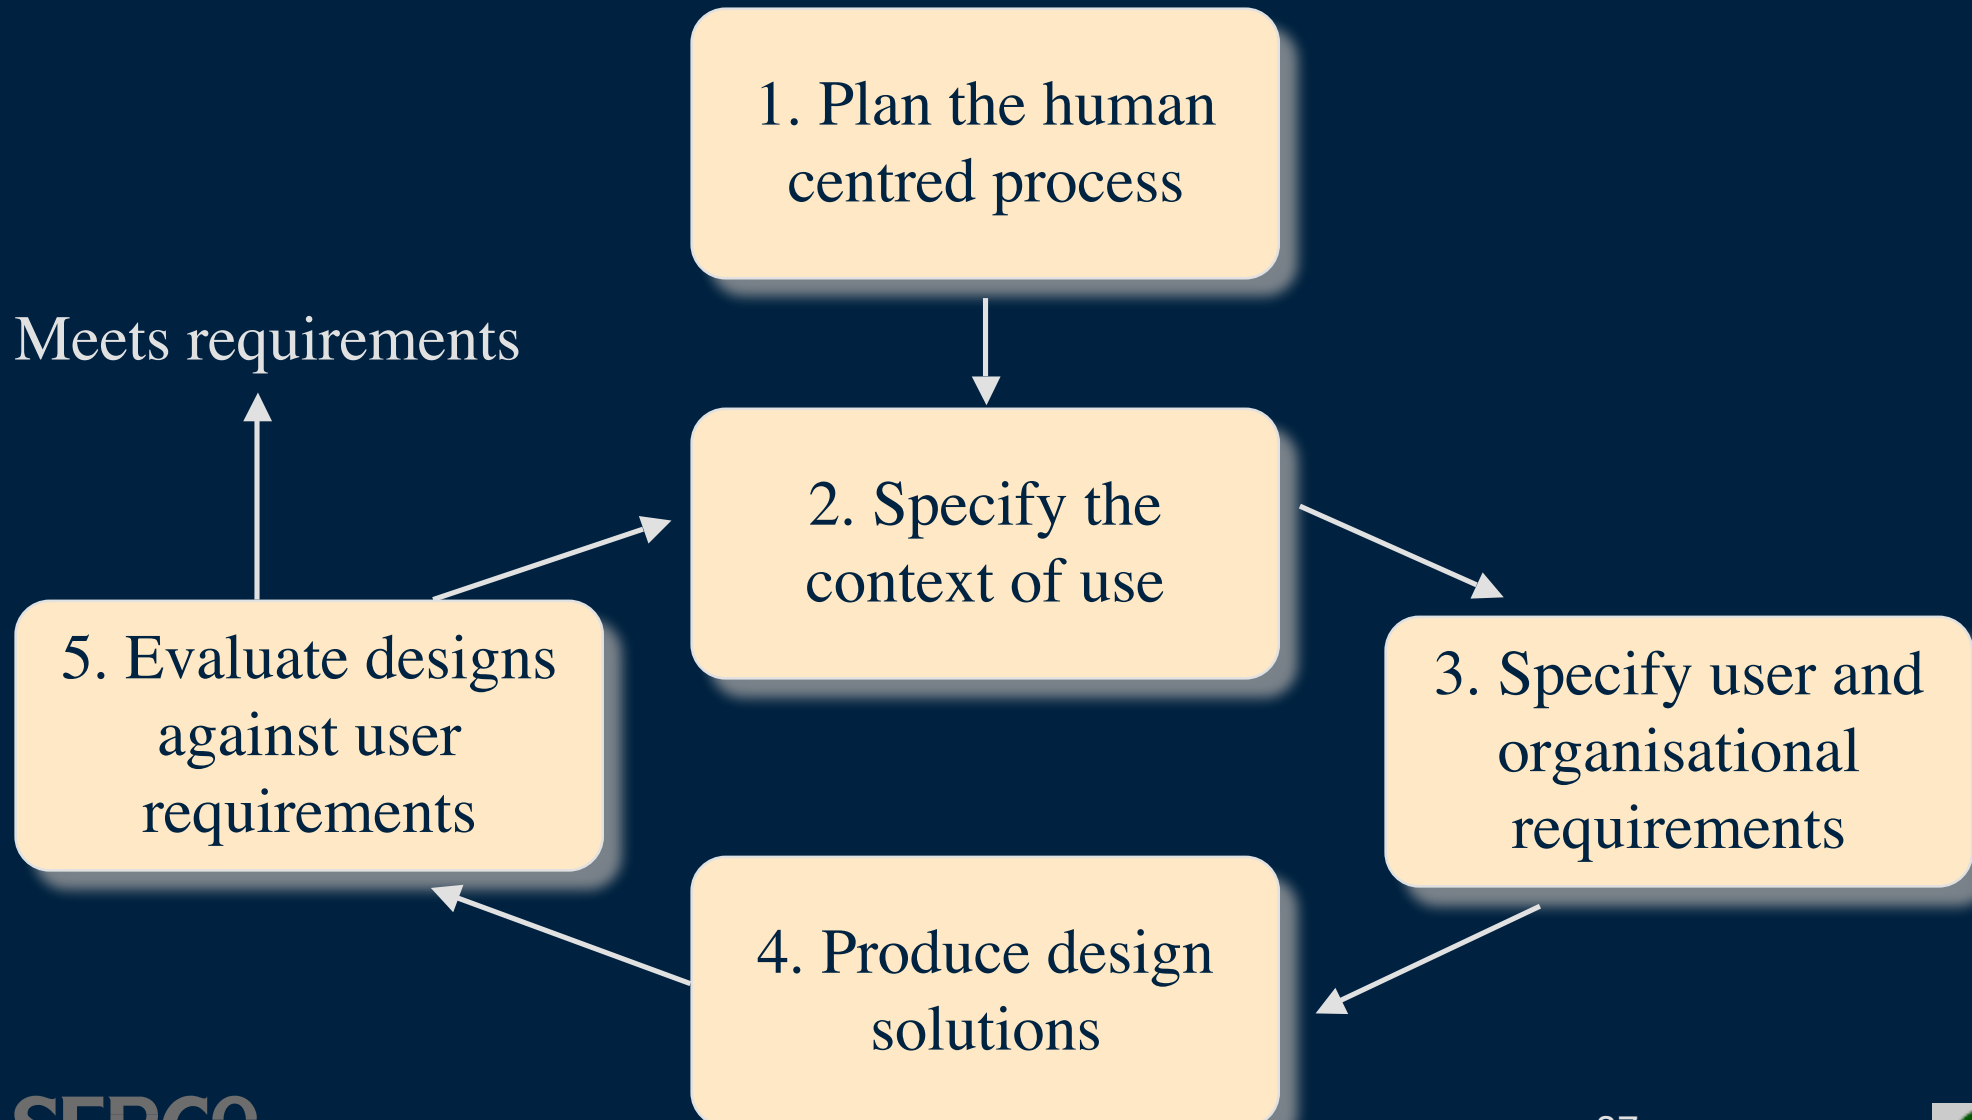 1. Plan the human
centred process
Meets requirements
2. Specify the
context of use
5. Evaluate designs
against user
requirements
3. Specify user and
organisational
requirements
4. Produce design
solutions